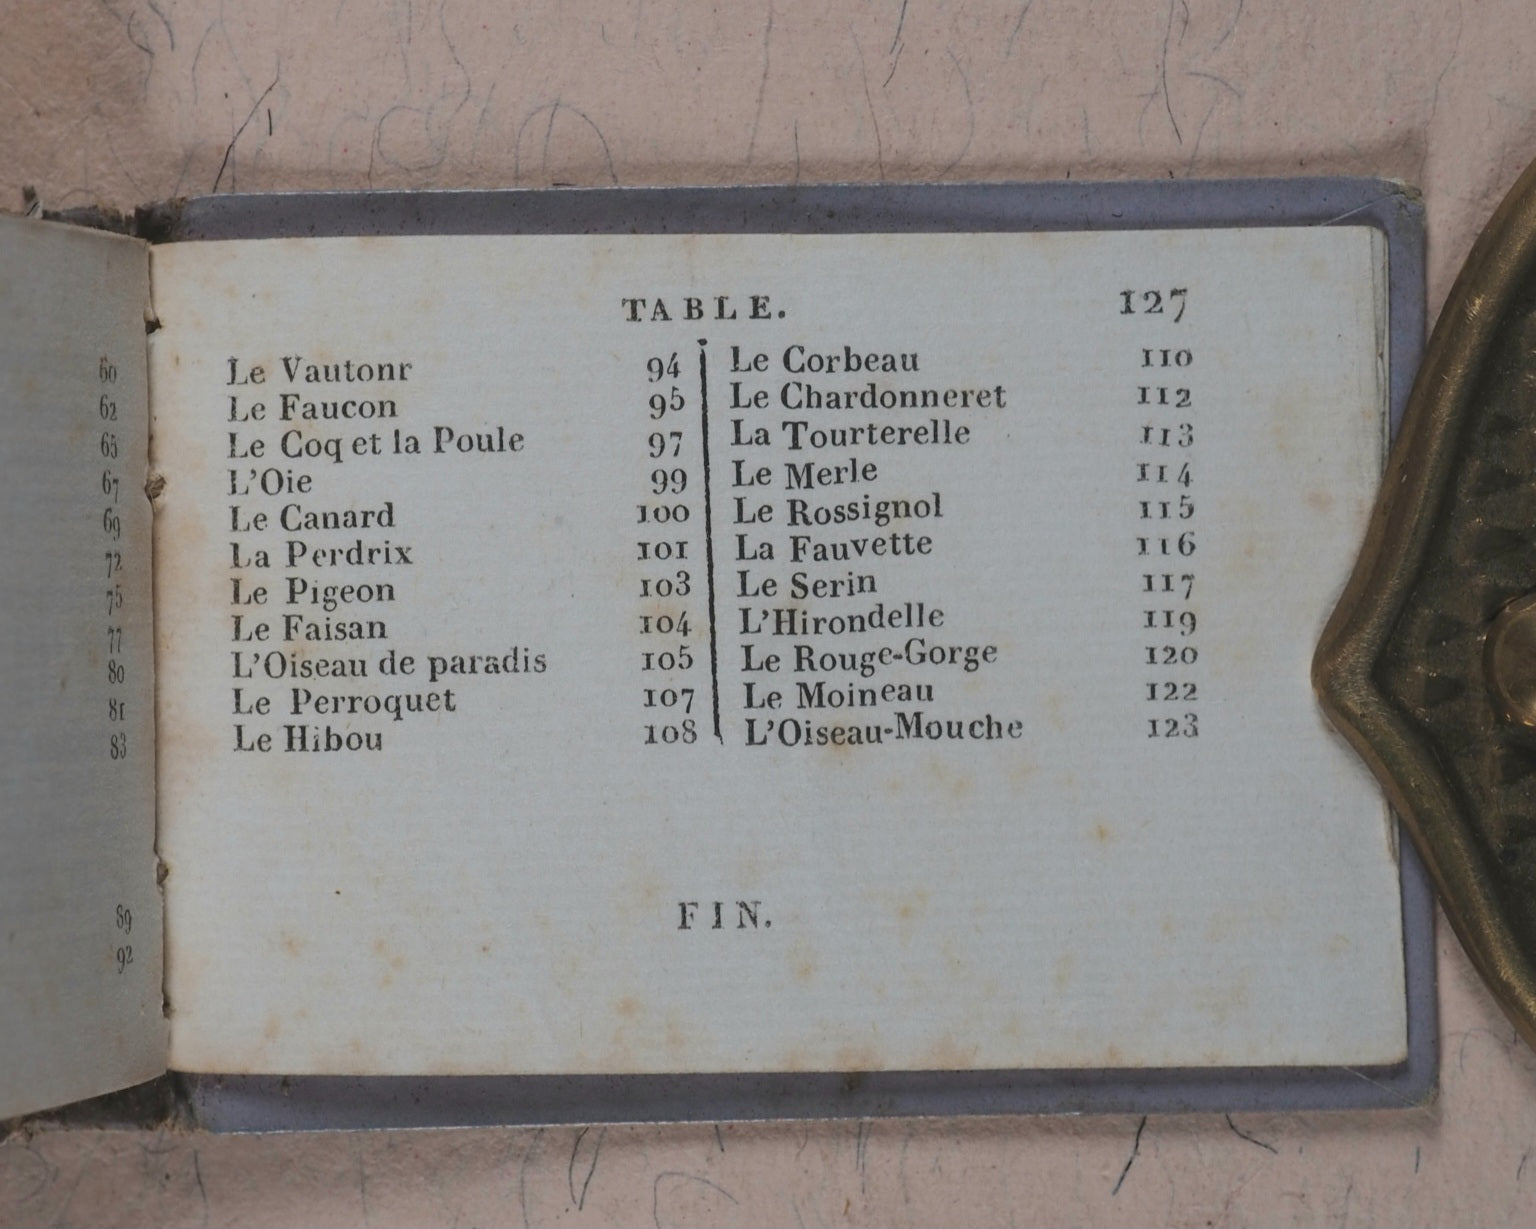 60
62
65
67
69
72
75
77
80
81
83
89
92
TABLE. 127
Le Vautonr 94
Le Faucon 95
Le Coq et la Poule 97
L'Oie 99
Le Canard 100
La Perdrix 101
Le Pigeon 103
Le Faisan 104
L'Oiseau de paradis 105
Le Perroquet 107
Le Hibou 108
Le Corbeau 110
Le Chardonneret 112
La Tourterelle 113
Le Merle 114
Le Rossignol 115
La Fauvette 116
Le Serin 117
L'Hirondelle 119
Le Rouge-Gorge 120
Le Moineau 122
L'Oiseau-Mouche 123
FIN.